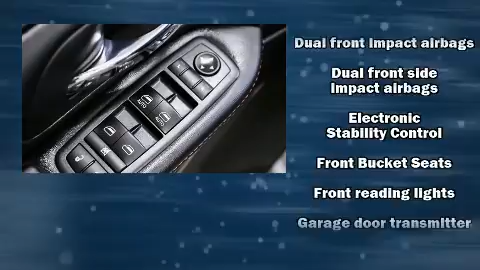 Dual front impact airbags
Dual front side
impact airbags
Electronic
Stability Control
Front Bucket Seats
Front reading lights
Garage door transmitter